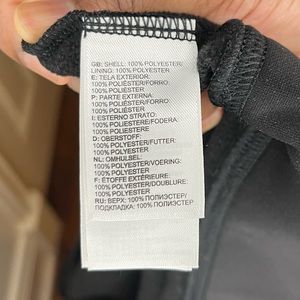 GB: SHELL: 100% POLYESTER/
LINING: 100% POLYESTER
E: TELA EXTERIOR:
100% POLIÉSTER/FORRO:
100% POLIÉSTER
P: PARTE EXTERNA:
100% POLIÉSTER/FORRO:
100% POLIÉSTER
I: ESTERNO STRATO:
100% POLIESTERE/FODERA:
100% POLIESTERE
D: OBERSTOFF:
100% POLYESTER/FUTTER:
100% POLYESTER
NL: OMHULSEL:
100% POLYESTER/VOERING:
100% POLYESTER
F: ÉTOFFE EXTÉRIEURE:
100% POLYESTER/DOUBLURE:
100% POLYESTER
RU: ВЕРХ: 100% ПОЛИЭСТЕР/
ПОДКЛАДКА: 100% ПОЛИЭСТЕР